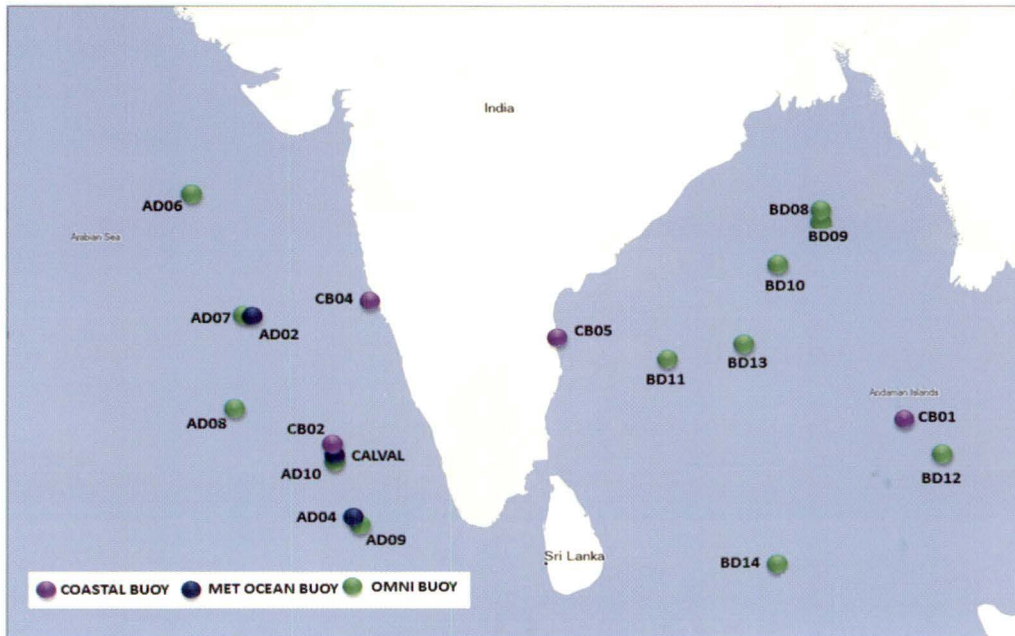 India
AD06
Arabian Sea
BD08
BD09
BD10
CB04
AD07
AD02
CB05
BD13
BD11
Andaman Islands
CB01
AD08
CB02
CALVAL
AD10
BD12
AD04
AD09
Sri Lanka
BD14
COASTAL BUOY MET OCEAN BUOY OMNI BUOY